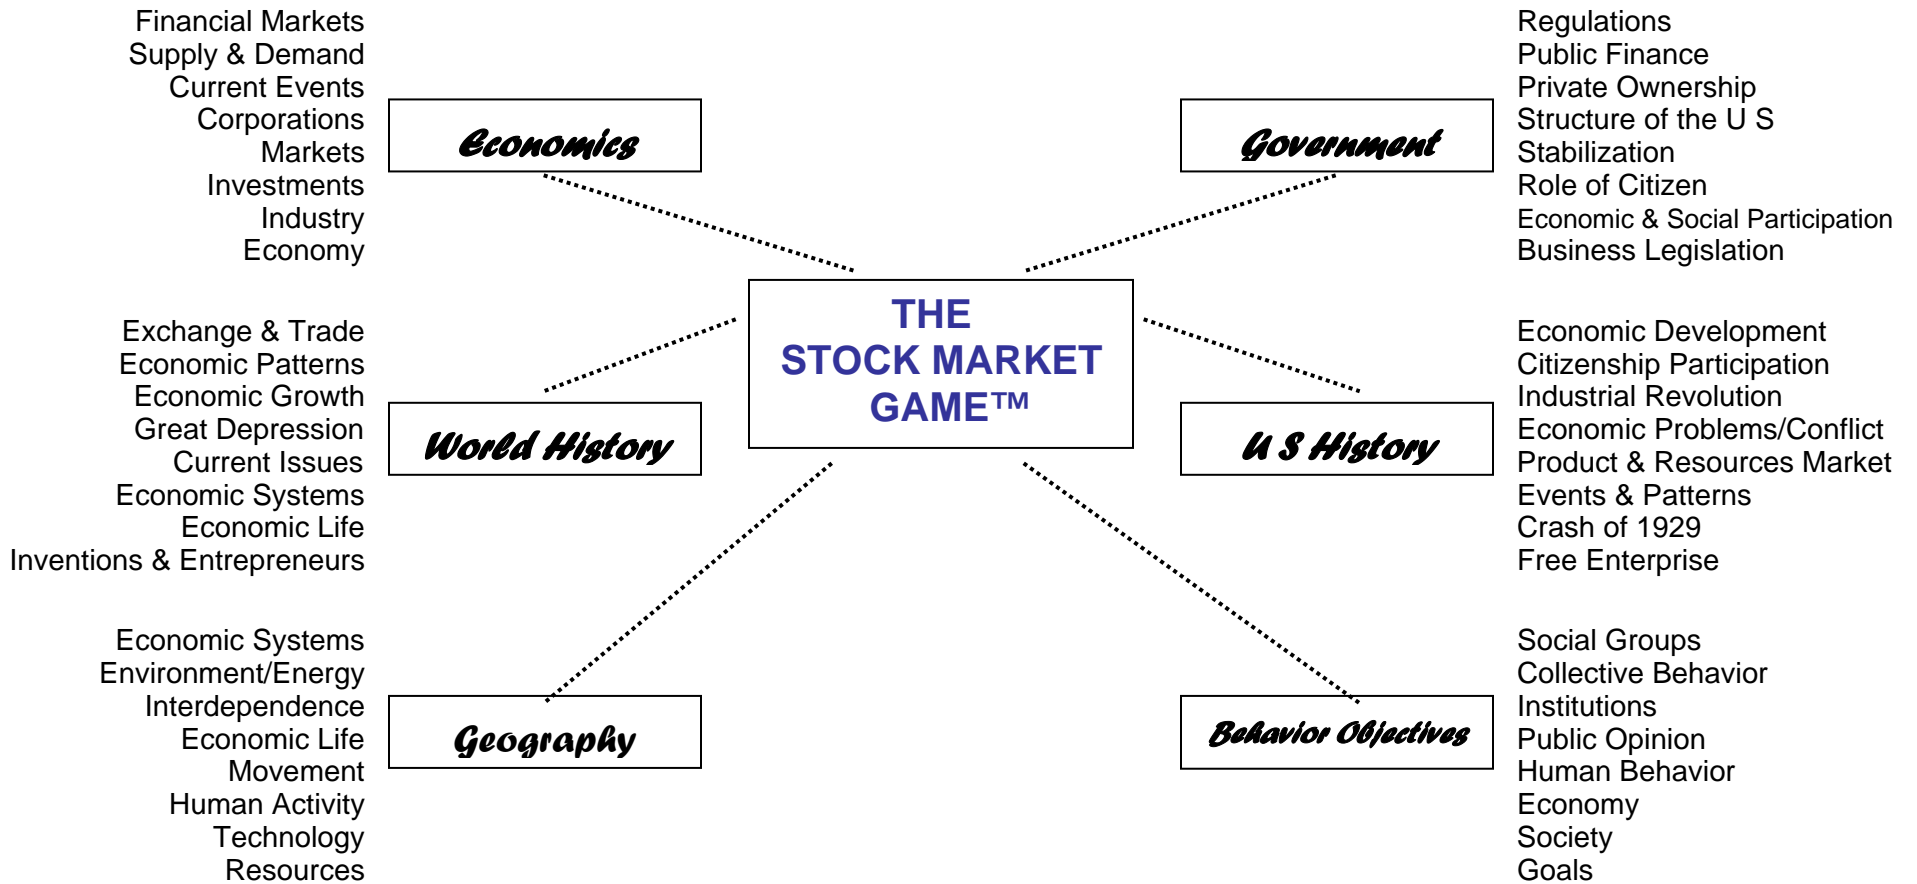 Financial Markets
Supply & Demand
Current Events
Corporations
Markets
Investments
Industry
Economy
Economics
Regulations
Public Finance
Private Ownership
Structure of the U S
Stabilization
Role of Citizen
Economic & Social Participation
Business Legislation
Government
THE
STOCK MARKET
GAME™
Exchange & Trade
Economic Patterns
Economic Growth
Great Depression
Current Issues
Economic Systems
Economic Life
Inventions & Entrepreneurs
World History
Economic Development
Citizenship Participation
Industrial Revolution
Economic Problems/Conflict
Product & Resources Market
Events & Patterns
Crash of 1929
Free Enterprise
U S History
Economic Systems
Environment/Energy
Interdependence
Economic Life
Movement
Human Activity
Technology
Resources
Geography
Social Groups
Collective Behavior
Institutions
Public Opinion
Human Behavior
Economy
Society
Goals
Behavior Objectives